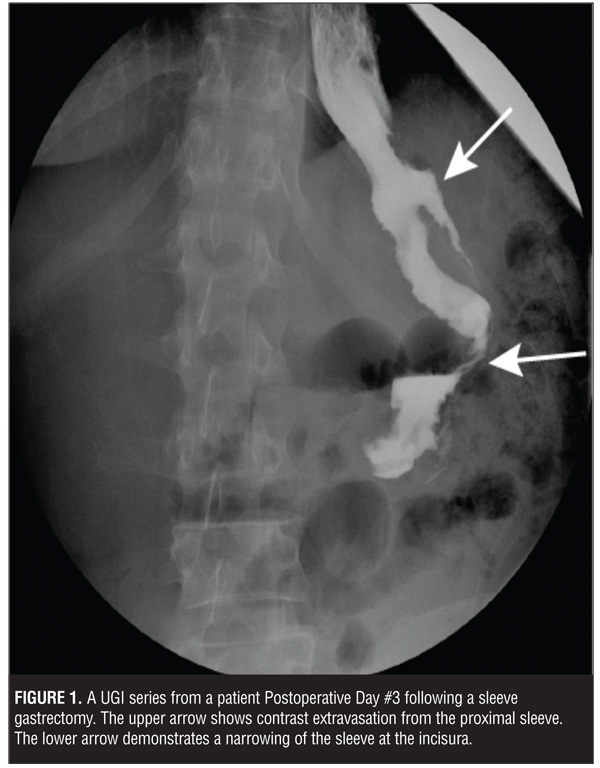 FIGURE 1. A UGI series from a patient Postoperative Day #3 following a sleeve
gastrectomy. The upper arrow shows contrast extravasation from the proximal sleeve.
The lower arrow demonstrates a narrowing of the sleeve at the incisura.